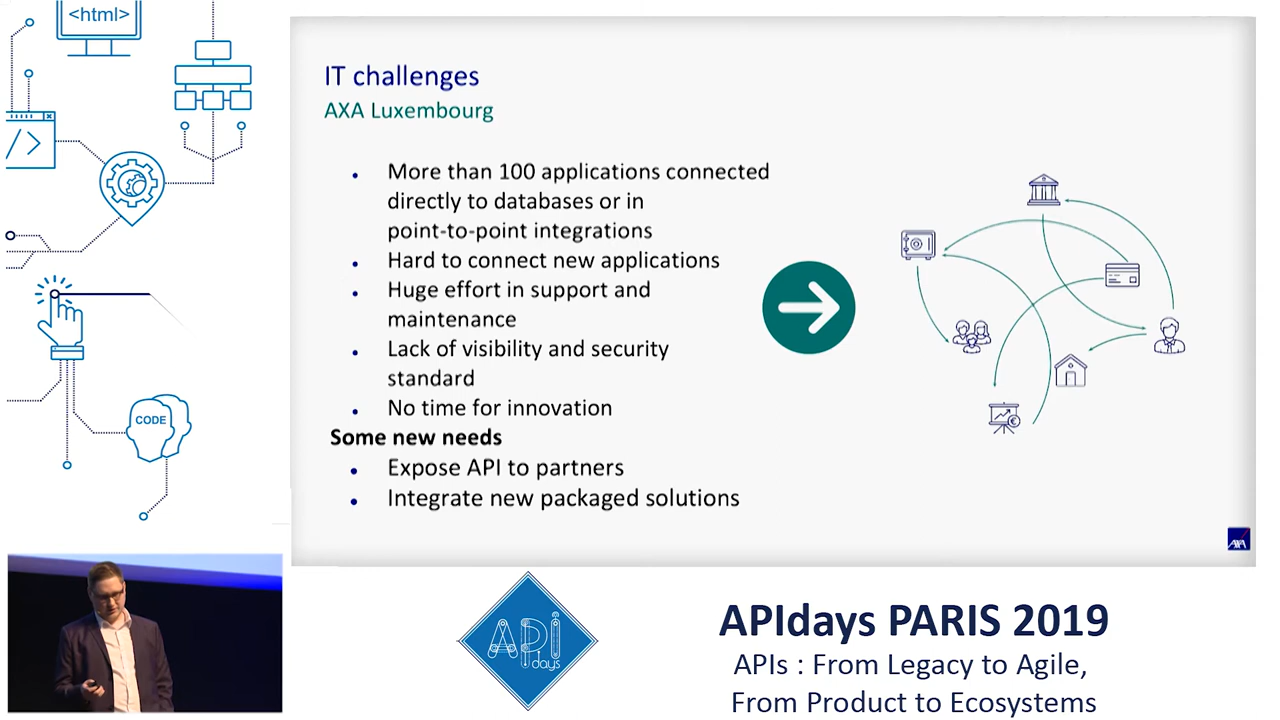 <html>
</>
CODE
IT challenges
AXA Luxembourg
• More than 100 applications connected
directly to databases or in
point-to-point integrations
• Hard to connect new applications
• Huge effort in support and
maintenance
• Lack of visibility and security
standard
• No time for innovation
Some new needs
• Expose API to partners
• Integrate new packaged solutions
€
AXA
API
days
APIdays PARIS 2019
APIs : From Legacy to Agile,
From Product to Ecosystems